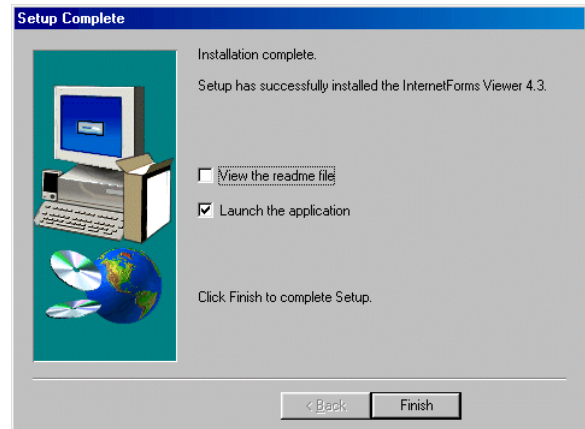 Setup Complete
Installation complete.
Setup has successfully installed the InternetForms Viewer 4.3.
View the readme file
Launch the application
Click Finish to complete Setup.
< Back
Finish